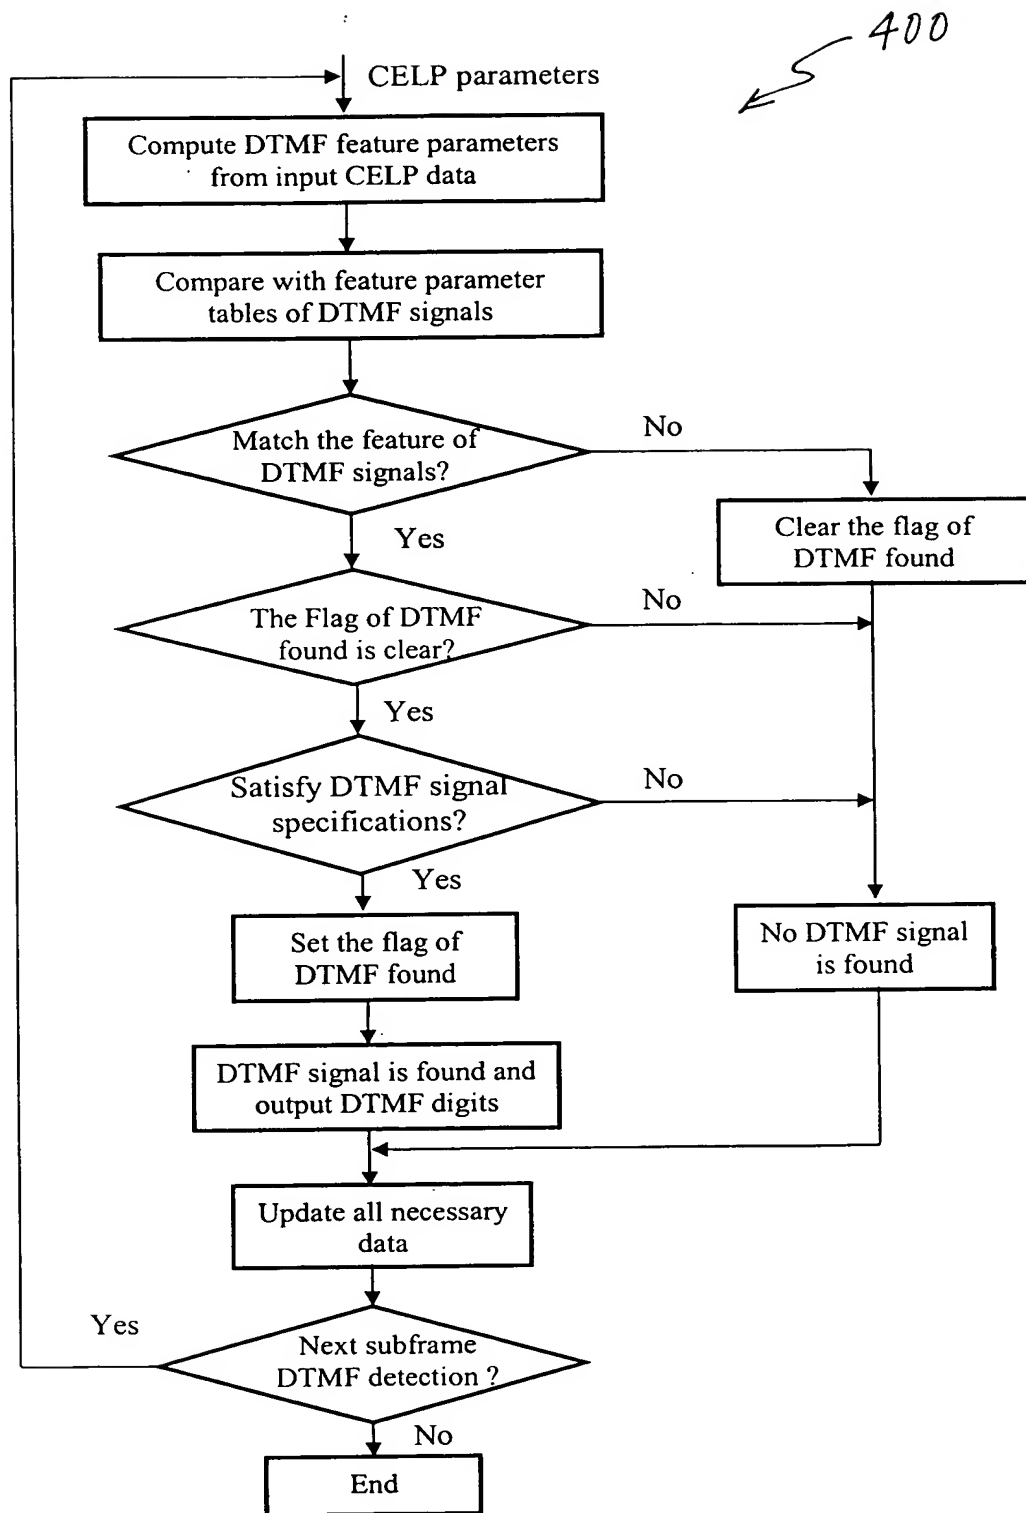 400
CELP parameters
Compute DTMF feature parameters
from input CELP data
Compare with feature parameter
tables of DTMF signals
Match the feature of
DTMF signals?
No
Yes
Clear the flag of
DTMF found
The Flag of DTMF
found is clear?
No
Yes
Satisfy DTMF signal
specifications?
No
Yes
Set the flag of
DTMF found
No DTMF signal
is found
DTMF signal is found and
output DTMF digits
Update all necessary
data
Next subframe
DTMF detection ?
Yes
No
End